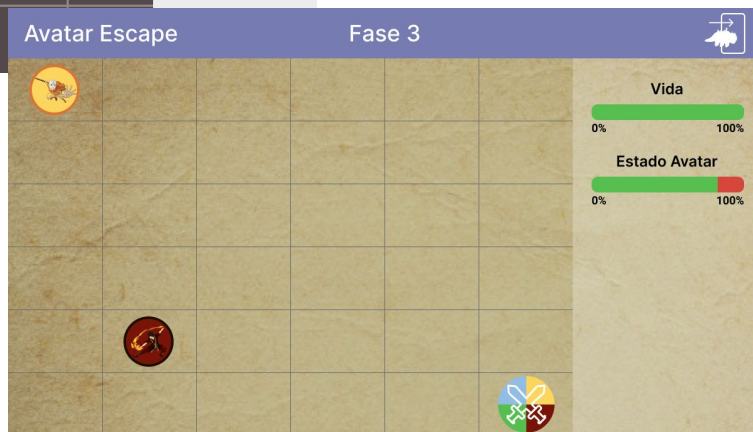 Avatar Escape
Fase 3
Vida
0% 100%
Estado Avatar
0% 100%